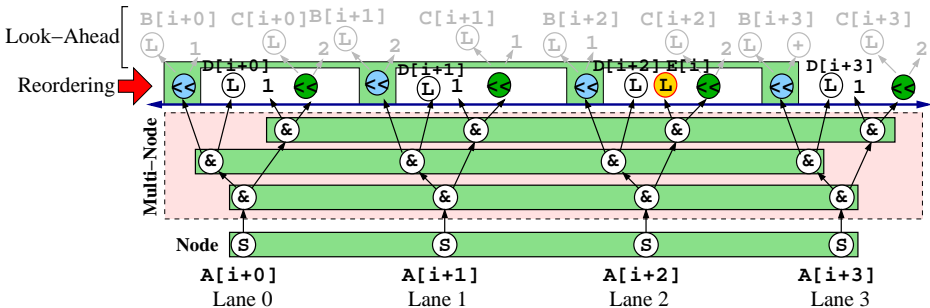 B[i+0] C[i+0] B[i+1] C[i+1] B[i+2] C[i+2] B[i+3] C[i+3]
Look-Ahead L 1 L 2 L 2 L 1 L 1 L 2 L + L 2
D[i+0] D[i+1] D[i+2] E[i] D[i+3]
Reordering << L 1 << << L 1 << << L L << << L 1 <<
& & & &
Multi-Node
& & & &
& & & &
Node S S S S
A[i+0] A[i+1] A[i+2] A[i+3]
Lane 0 Lane 1 Lane 2 Lane 3